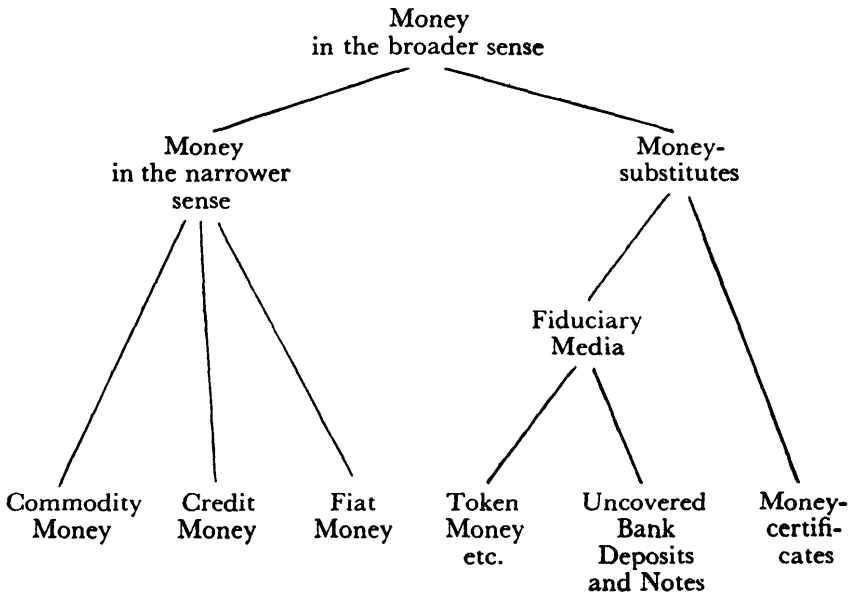 Money
in the broader sense
Money
in the narrower
sense
Money-
substitutes
Fiduciary
Media
Commodity
Money
Credit
Money
Fiat
Money
Token
Money
etc.
Uncovered
Bank
Deposits
and Notes
Money-
certifi-
cates